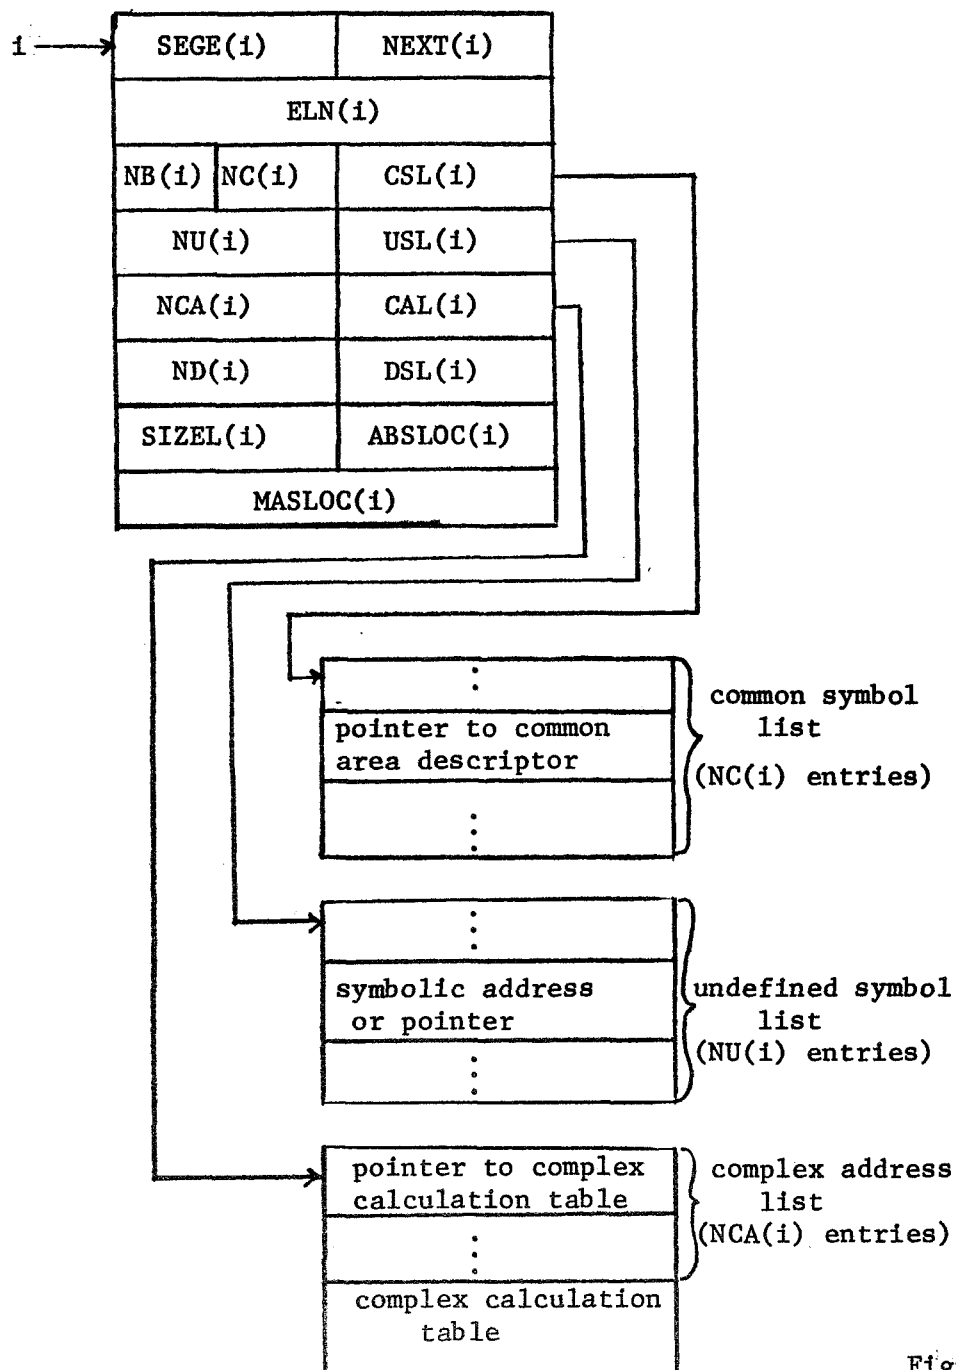 i
SEGE(i) NEXT(i)
ELN(i)
NB(i) NC(i) CSL(i)
NU(i) USL(i)
NCA(i) CAL(i)
ND(i) DSL(i)
SIZEL(i) ABSLOC(i)
MASLOC(i)
pointer to common
area descriptor
common symbol
list
(NC(i) entries)
symbolic address
or pointer
undefined symbol
list
(NU(i) entries)
pointer to complex
calculation table
complex address
list
(NCA(i) entries)
complex calculation
table
Fig